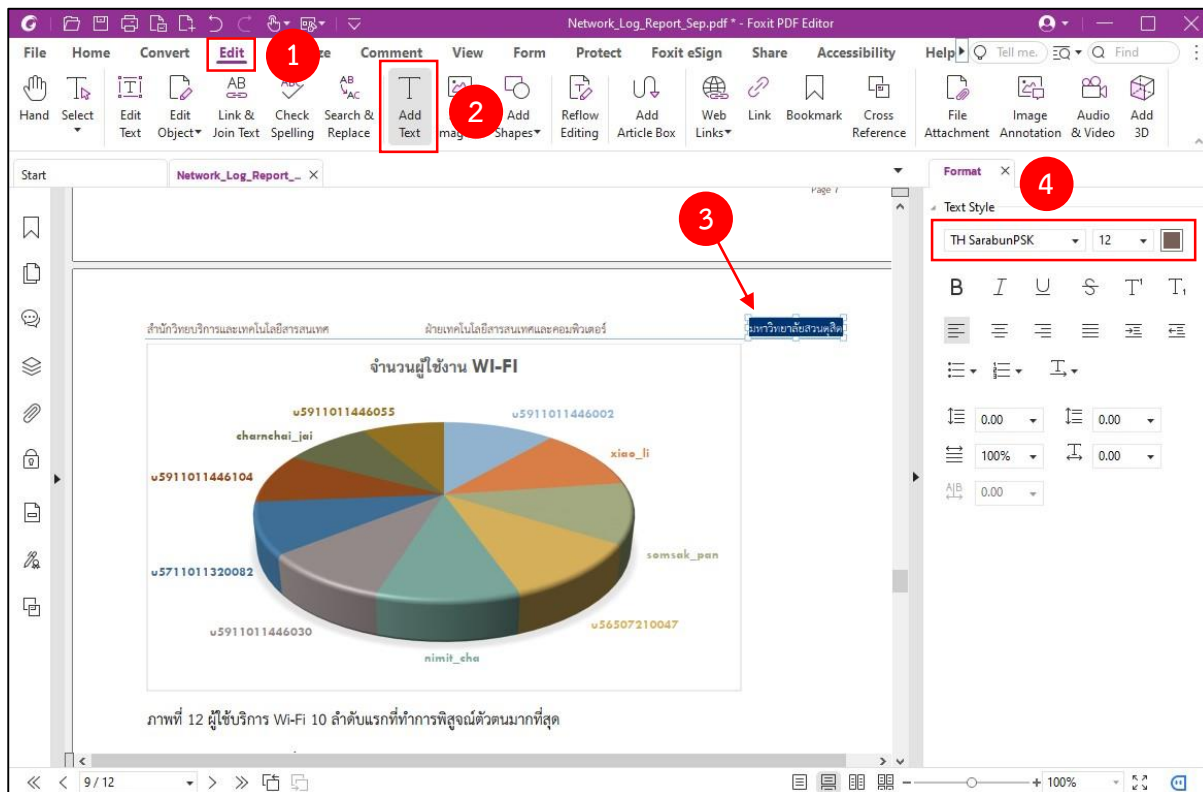 Network_Log_Report_Sep.pdf * - Foxit PDF Editor
File Home Convert Edit 1 Comment View Form Protect Foxit eSign Share Accessibility Help Tell me. Find
Hand Select Edit Text Edit Object Link & Join Text Check Spelling Search & Replace Add Text 2 Add Shapes Reflow Editing Add Article Box Web Links Link Bookmark Cross Reference File Attachment Image Annotation Audio & Video Add 3D
Start Network_Log_Report_... Format 4
Page 7
Text Style
3
TH SarabunPSK 12
สำนักวิทยบริการและเทคโนโลยีสารสนเทศ ฝ่ายเทคโนโลยีสารสนเทศและคอมพิวเตอร์ มหาวิทยาลัยสวนดุสิต
จำนวนผู้ใช้งาน WI-FI
u5911011446055 u5911011446002
charnchai_jai
xiao_li
u5911011446104
somsak_pan
u5711011320082
u56507210047
u5911011446030
nimit_cha
0.00 0.00
100% 0.00
0.00
ภาพที่ 12 ผู้ใช้บริการ Wi-Fi 10 ลำดับแรกที่ทำการพิสูจน์ตัวตนมากที่สุด
9 / 12 100%